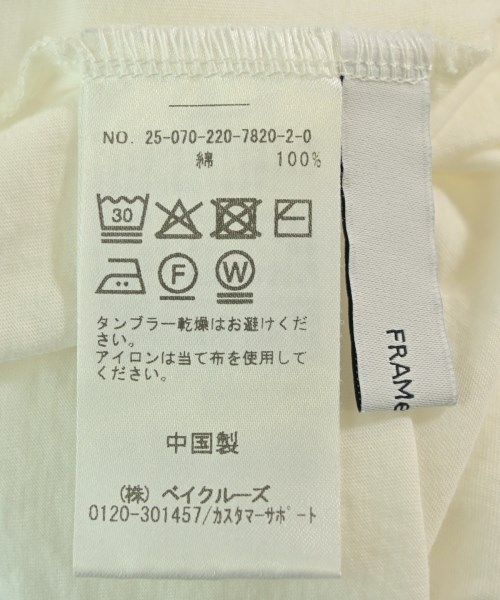 NO. 25-070-220-7820-2-0
綿 100%
30
F W
タンブラー乾燥はお避けくだ
さい。
アイロンは当て布を使用して
ください。
中国製
(株) ベイクルーズ
0120-301457/カスタマーサポート
FRAMe